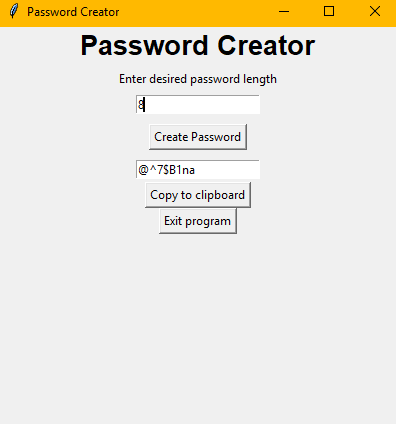 Password Creator
Password Creator
Enter desired password length
8
Create Password
@^7$B1na
Copy to clipboard
Exit program